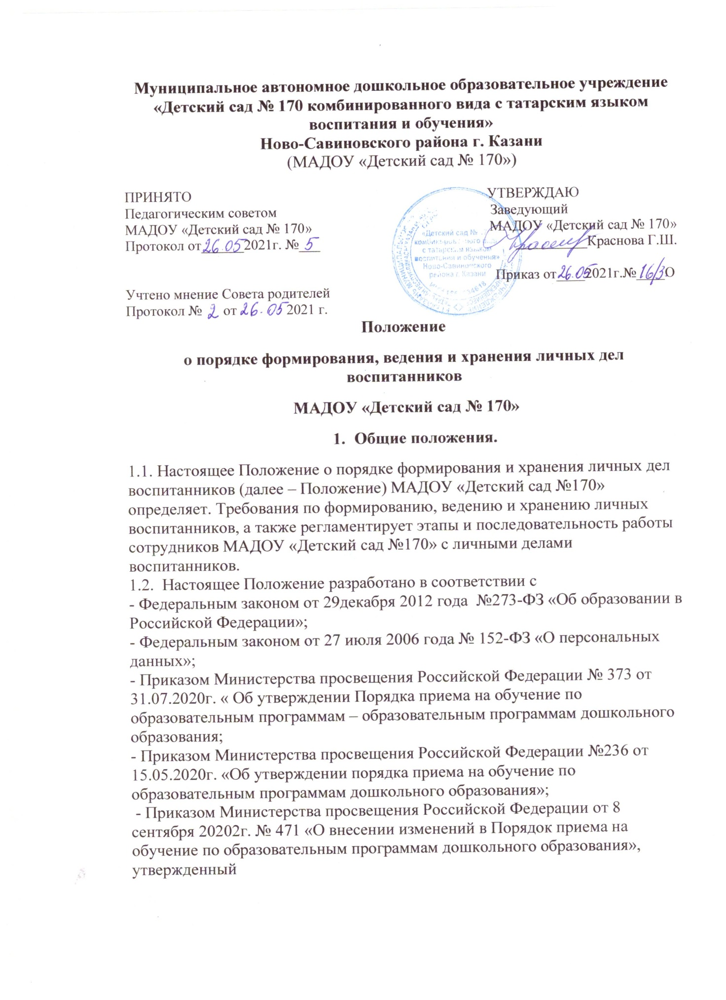 Муниципальное автономное дошкольное образовательное учреждение
«Детский сад № 170 комбинированного вида с татарским языком
воспитания и обучения»
Ново-Савиновского района г. Казани
(МАДОУ «Детский сад № 170»)
ПРИНЯТО
Педагогическим советом
МАДОУ «Детский сад № 170»
Протокол от 26.05 2021г. № 5
УТВЕРЖДАЮ
Заведующий
МАДОУ «Детский сад № 170»
Краснова Г.Ш.
Приказ от 26.05 2021г.№ 16/3 О
«Детский сад №
с татарским языком
воспитания и обучения»
Ново-Савиновского
района г. Казани
Учтено мнение Совета родителей
Протокол № 2 от 26.05 2021 г.
Положение
о порядке формирования, ведения и хранения личных дел
воспитанников
МАДОУ «Детский сад № 170»
1. Общие положения.
1.1. Настоящее Положение о порядке формирования и хранения личных дел
воспитанников (далее – Положение) МАДОУ «Детский сад №170»
определяет. Требования по формированию, ведению и хранению личных
воспитанников, а также регламентирует этапы и последовательность работы
сотрудников МАДОУ «Детский сад №170» с личными делами
воспитанников.
1.2. Настоящее Положение разработано в соответствии с
- Федеральным законом от 29декабря 2012 года №273-ФЗ «Об образовании в
Российской Федерации»;
- Федеральным законом от 27 июля 2006 года № 152-ФЗ «О персональных
данных»;
- Приказом Министерства просвещения Российской Федерации № 373 от
31.07.2020г. « Об утверждении Порядка приема на обучение по
образовательным программам – образовательным программам дошкольного
образования;
- Приказом Министерства просвещения Российской Федерации №236 от
15.05.2020г. «Об утверждении порядка приема на обучение по
образовательным программам дошкольного образования»;
- Приказом Министерства просвещения Российской Федерации от 8
сентября 20202г. № 471 «О внесении изменений в Порядок приема на
обучение по образовательным программам дошкольного образования»,
утвержденный